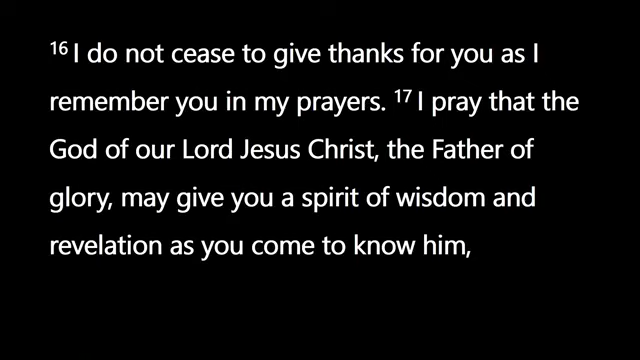 16 I do not cease to give thanks for you as I
remember you in my prayers. 17 I pray that the
God of our Lord Jesus Christ, the Father of
glory, may give you a spirit of wisdom and
revelation as you come to know him,